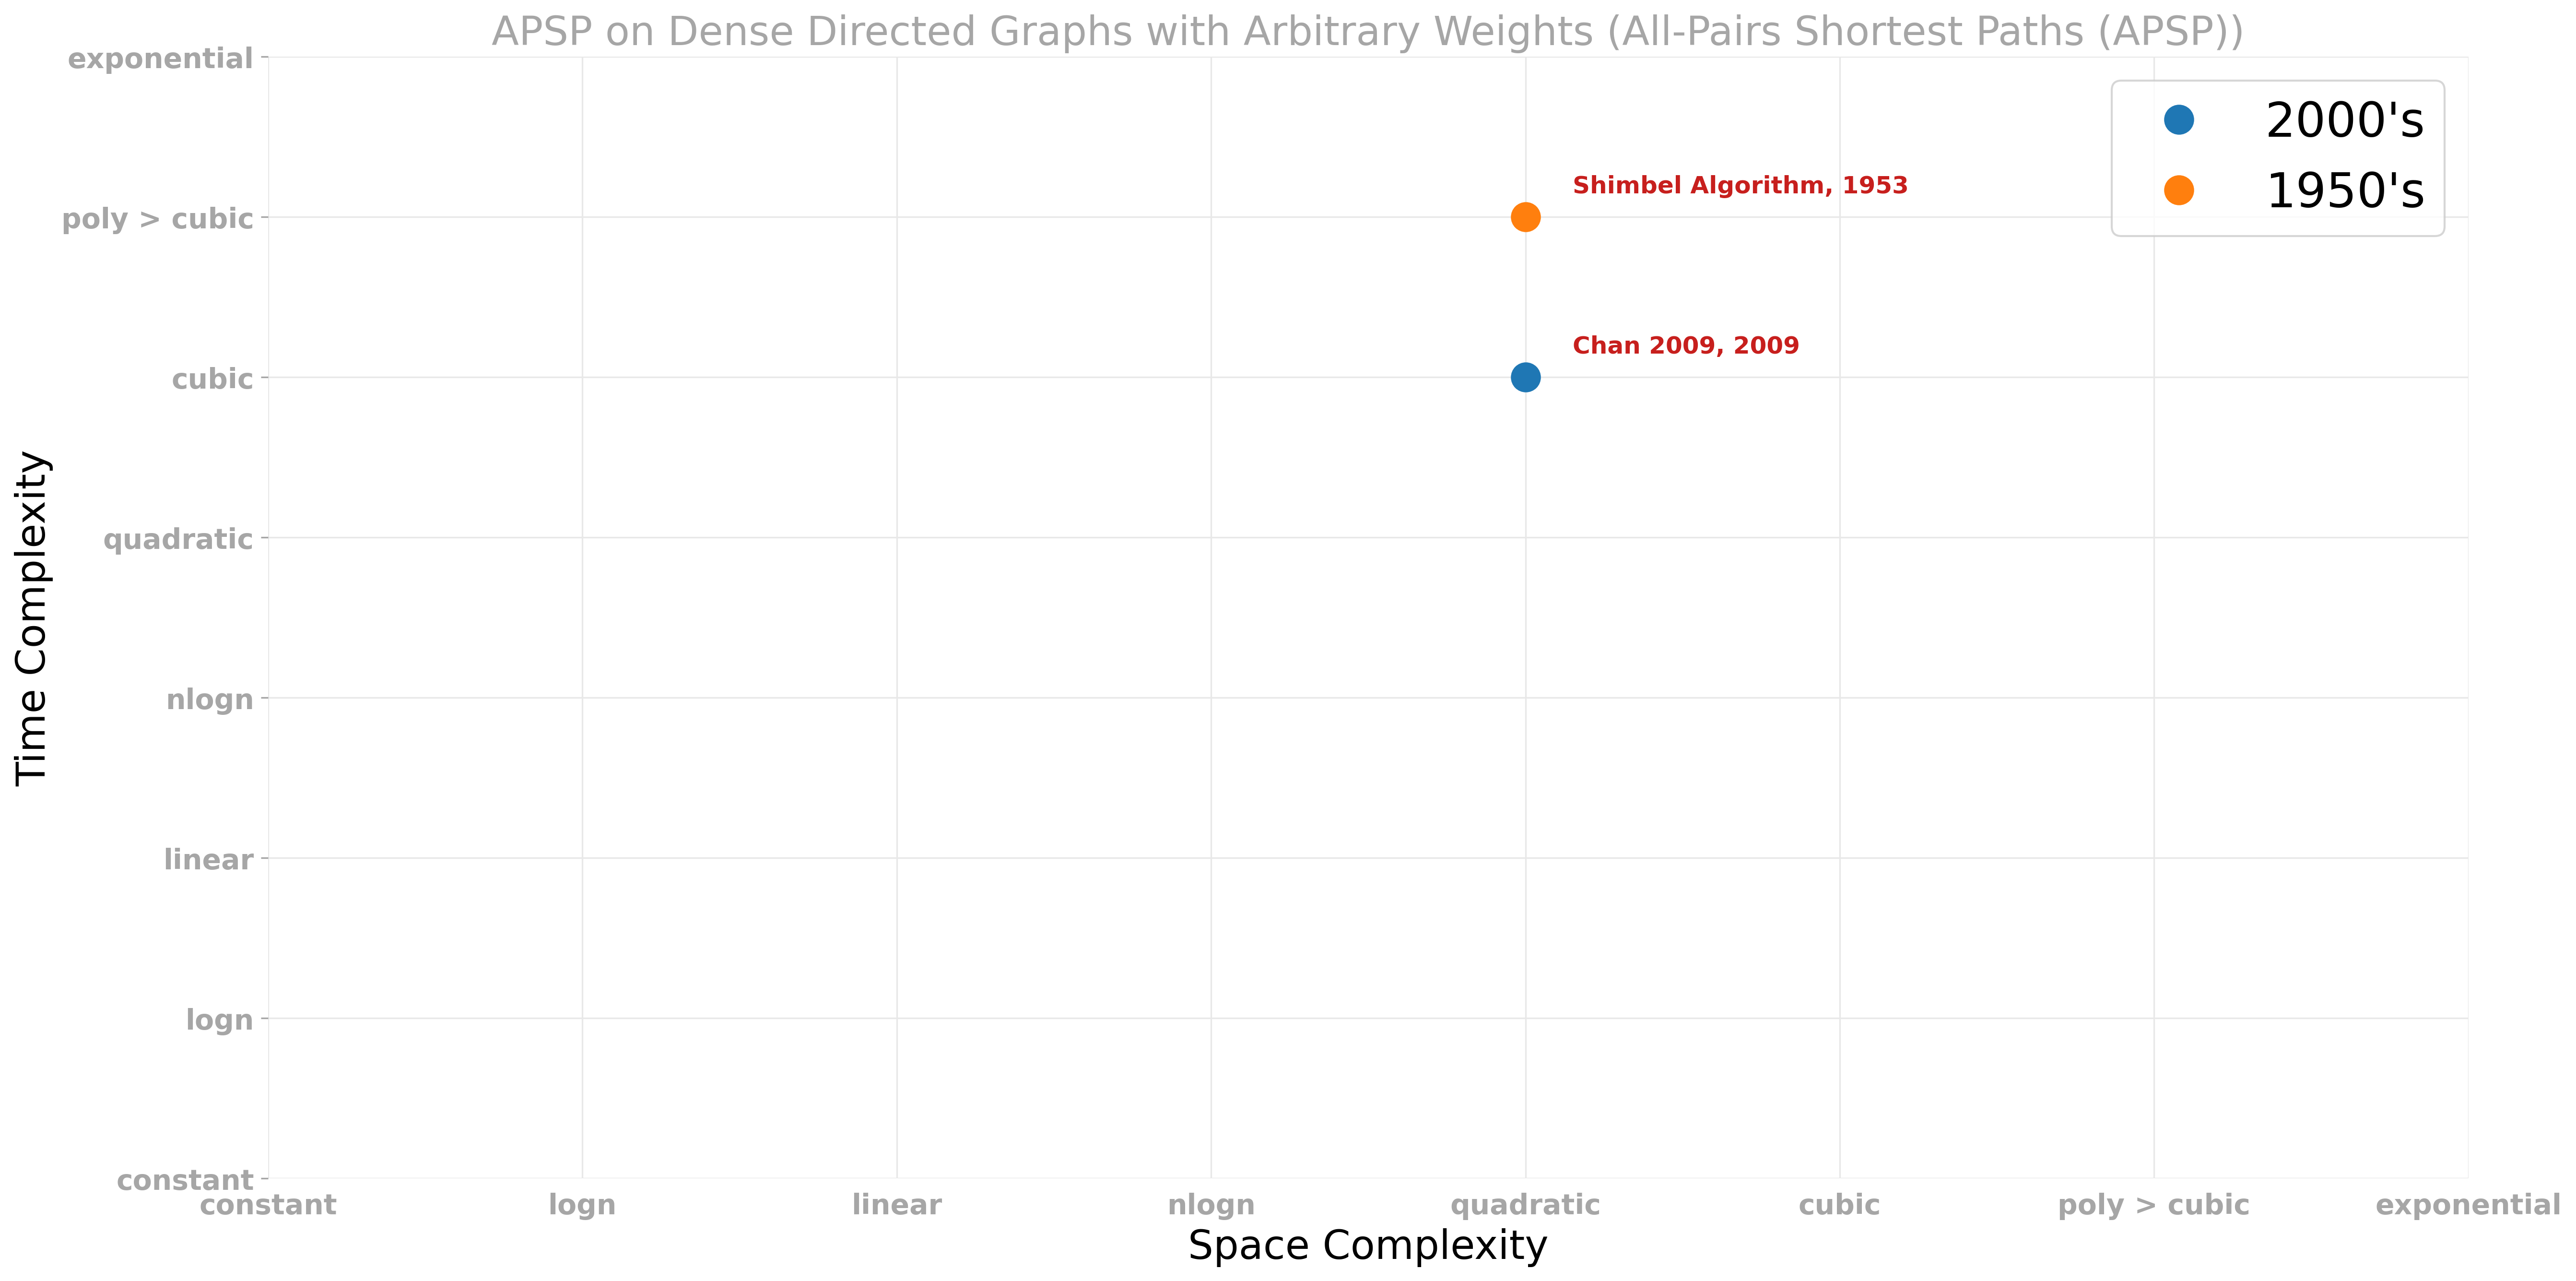 APSP on Dense Directed Graphs with Arbitrary Weights (All-Pairs Shortest Paths (APSP))
exponential
poly > cubic
cubic
quadratic
nlogn
linear
logn
constant
Time Complexity
2000's
1950's
Shimbel Algorithm, 1953
Chan 2009, 2009
constant
logn
linear
nlogn
quadratic
cubic
poly > cubic
exponential
Space Complexity